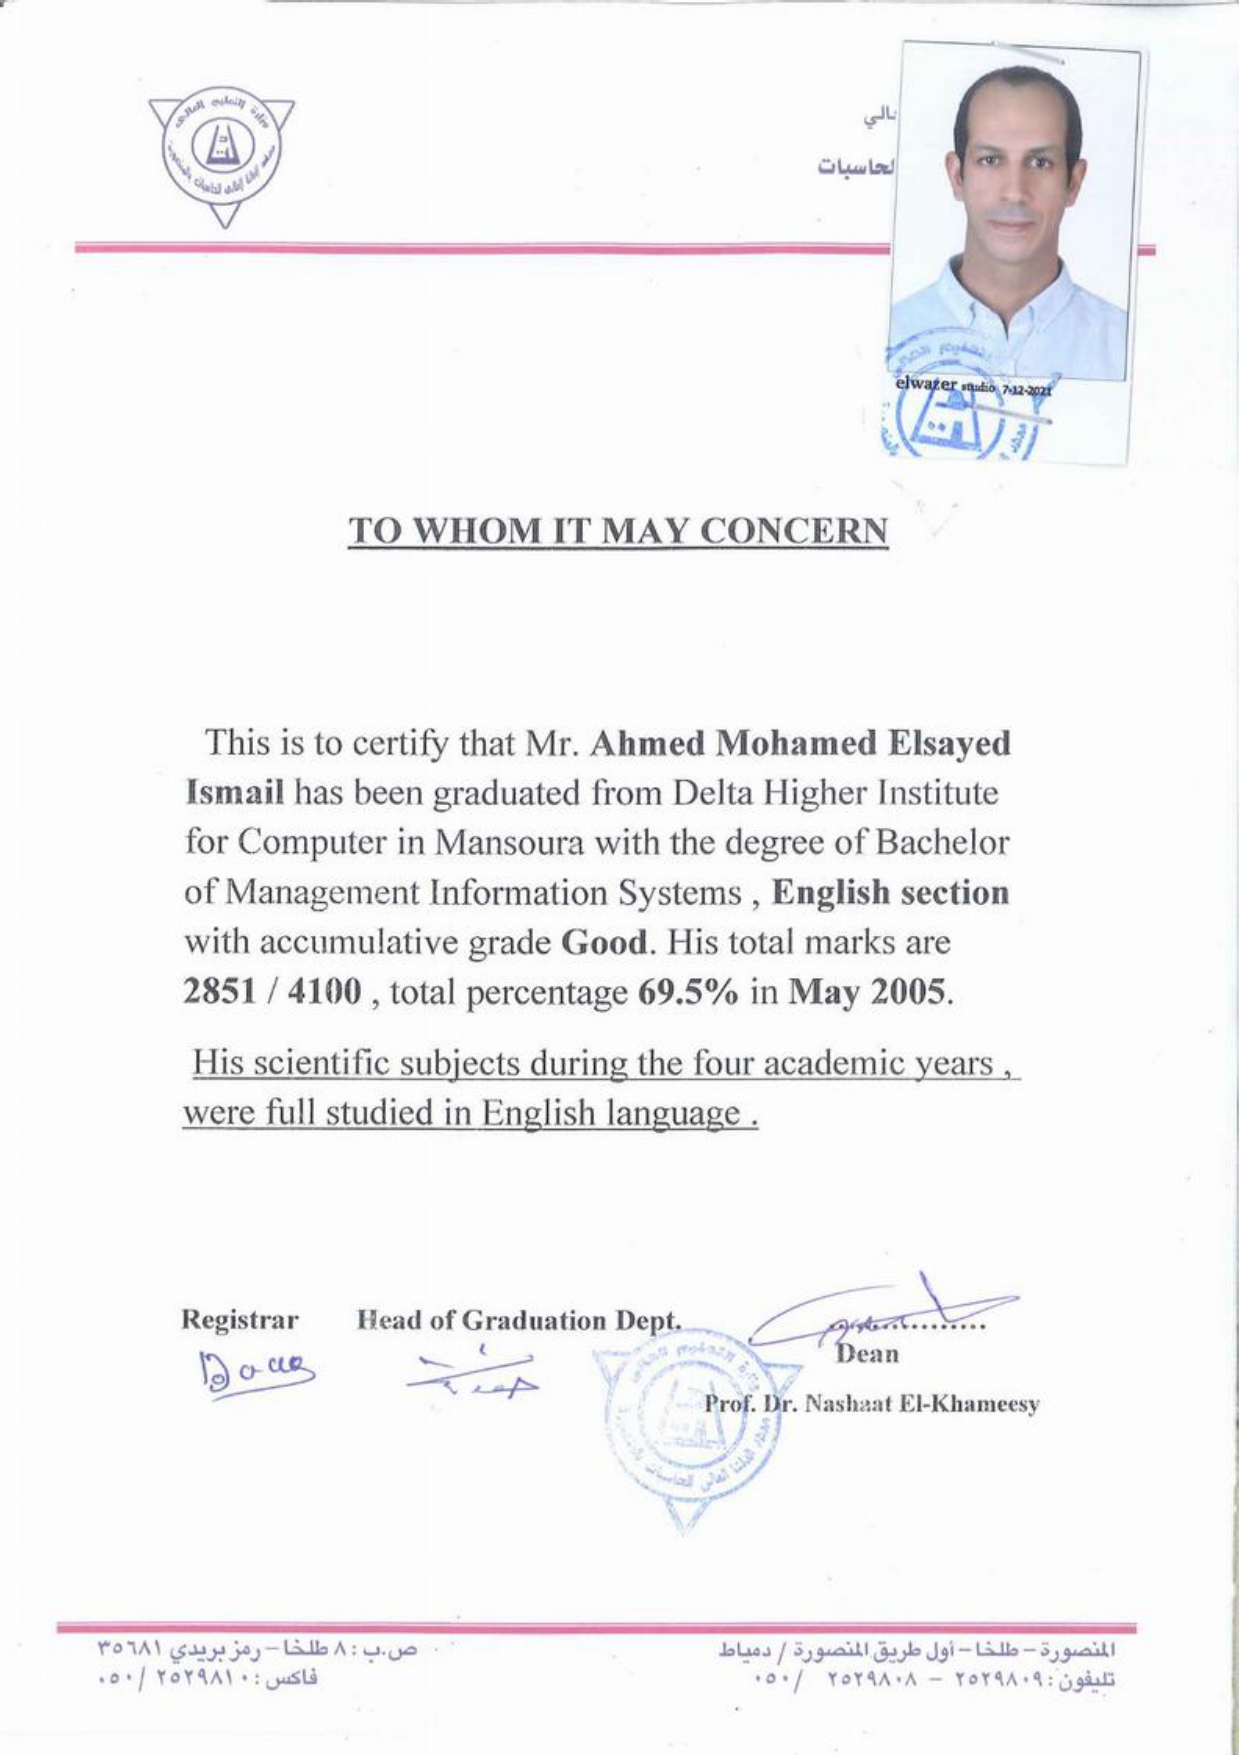 الي
لحاسبات
elwazer studio 7-12-2021
TO WHOM IT MAY CONCERN
This is to certify that Mr. Ahmed Mohamed Elsayed
Ismail has been graduated from Delta Higher Institute
for Computer in Mansoura with the degree of Bachelor
of Management Information Systems , English section
with accumulative grade Good. His total marks are
2851 / 4100 , total percentage 69.5% in May 2005.
His scientific subjects during the four academic years ,
were full studied in English language .
Registrar Head of Graduation Dept.
Dean
Prof. Dr. Nashaat El-Khameesy
وزارة التعليم العالي
معهد الدلتا العالي للحاسبات بالمنصورة
المنصورة – طلخا – أول طريق المنصورة / دمياط
تليفون : ٢٥٢٩٨٠٩ – ٢٥٢٩٨٠٨ / ٠٥٠
ص.ب : ٨ طلخا – رمز بريدي ٣٥٦٨١
فاكس : ٢٥٢٩٨١٠ / ٠٥٠